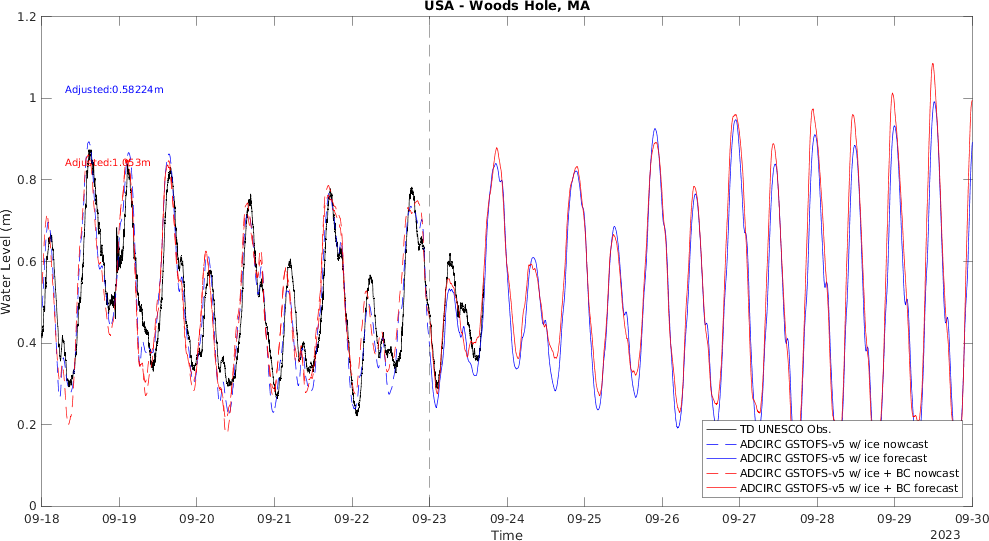 USA - Woods Hole, MA
1.2
1
0.8
0.6
0.4
0.2
0
Water Level (m)
Adjusted:0.58224m
Adjusted:1.053m
TD UNESCO Obs.
ADCIRC GSTOFS-v5 w/ ice nowcast
ADCIRC GSTOFS-v5 w/ ice forecast
ADCIRC GSTOFS-v5 w/ ice + BC nowcast
ADCIRC GSTOFS-v5 w/ ice + BC forecast
09-18 09-19 09-20 09-21 09-22 09-23 09-24 09-25 09-26 09-27 09-28 09-29 09-30
Time
2023